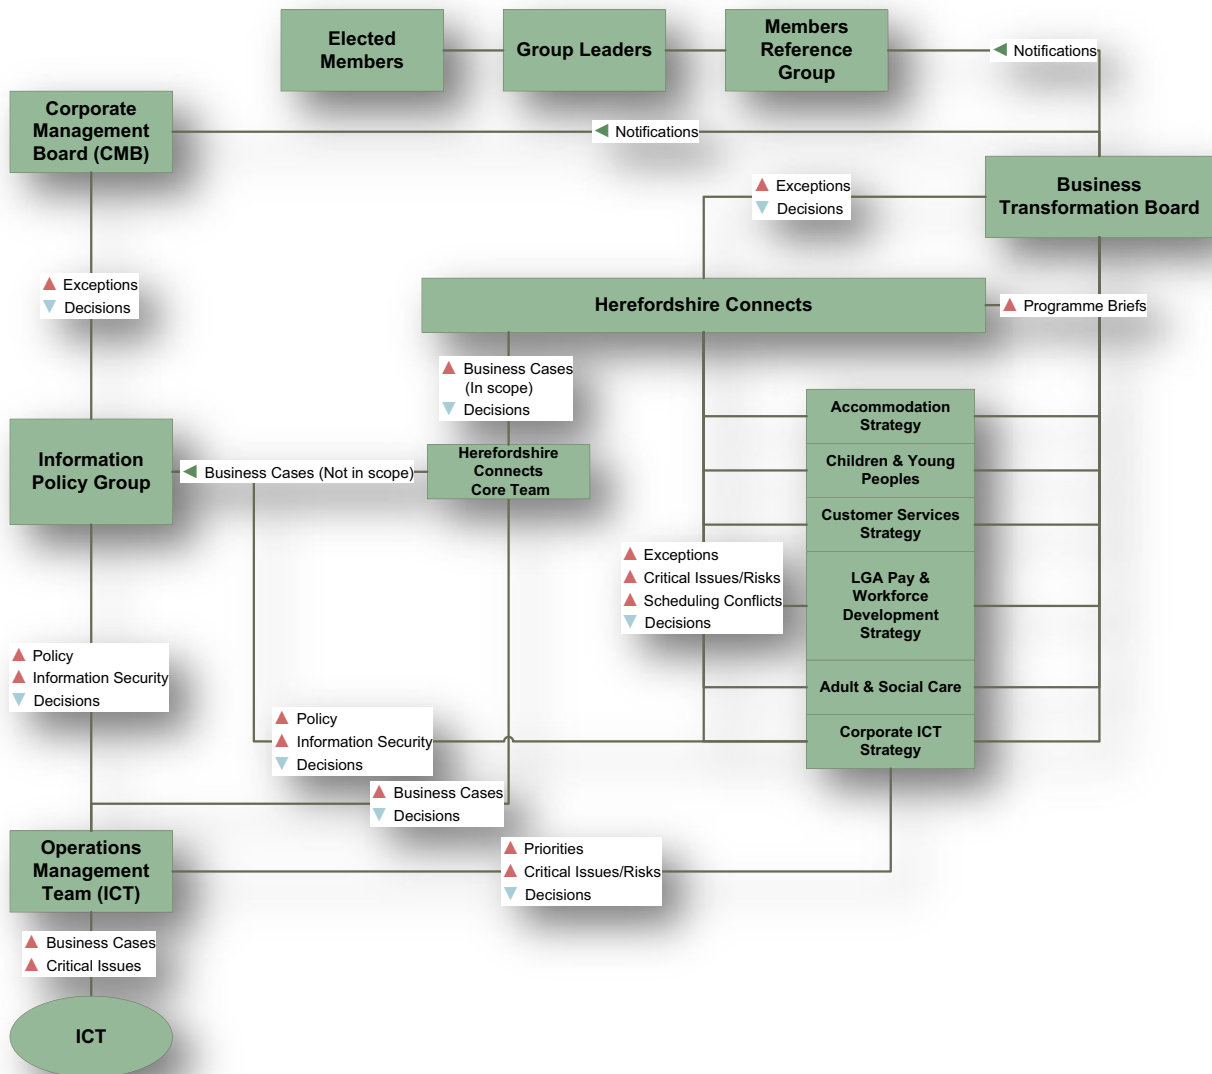 Elected
Members
Group Leaders
Members
Reference
Group
Notifications
Corporate
Management
Board (CMB)
Notifications
Business
Transformation Board
Exceptions
Decisions
Exceptions
Decisions
Herefordshire Connects
Programme Briefs
Business Cases
(In scope)
Decisions
Accommodation
Strategy
Information
Policy Group
Business Cases (Not in scope)
Herefordshire
Connects
Core Team
Children & Young
Peoples
Customer Services
Strategy
Exceptions
Critical Issues/Risks
Scheduling Conflicts
Decisions
LGA Pay &
Workforce
Development
Strategy
Policy
Information Security
Decisions
Adult & Social Care
Policy
Information Security
Decisions
Corporate ICT
Strategy
Business Cases
Decisions
Operations
Management
Team (ICT)
Priorities
Critical Issues/Risks
Decisions
Business Cases
Critical Issues
ICT